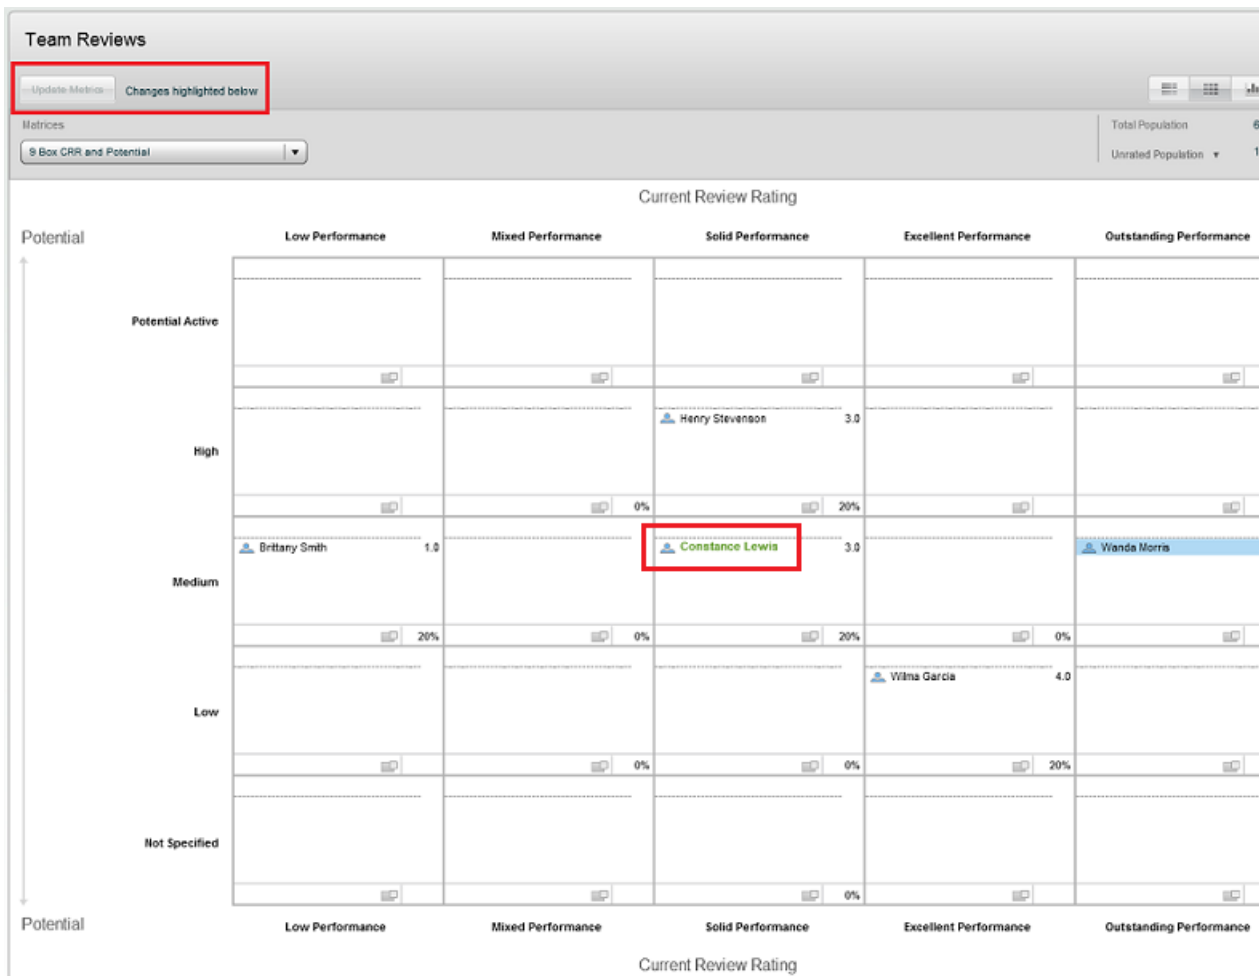 Team Reviews
Update Metrics Changes highlighted below
Matrices Total Population 6
9 Box CRR and Potential Unrated Population 1
Current Review Rating
Potential Low Performance Mixed Performance Solid Performance Excellent Performance Outstanding Performance
Potential Active
Henry Stevenson 3.0
High
0% 20%
Brittany Smith 1.0 Constance Lewis 3.0 Wanda Morris
Medium
20% 0% 20% 0%
Wilma Garcia 4.0
Low
0% 0% 20%
Not Specified
0%
Potential Low Performance Mixed Performance Solid Performance Excellent Performance Outstanding Performance
Current Review Rating